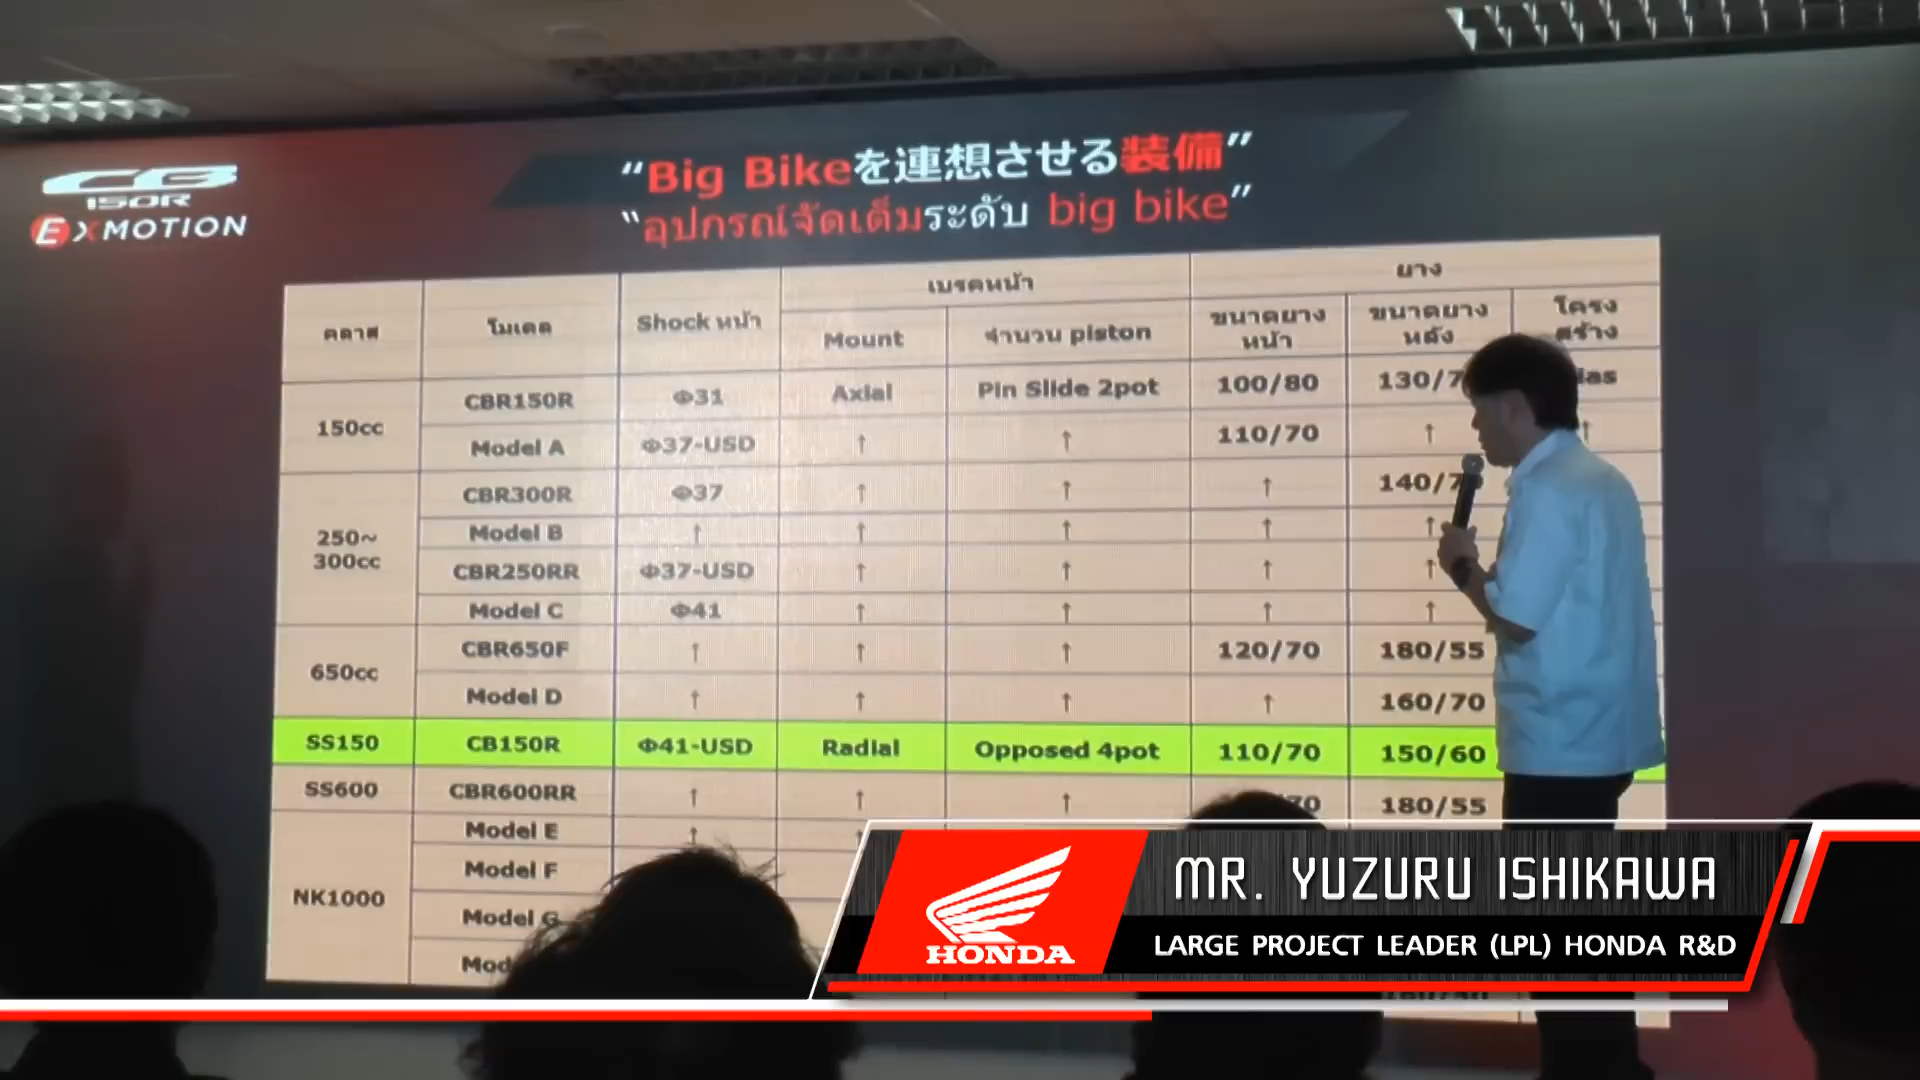 CB
150R
EXMOTION
“Big Bikeを連想させる装備”
“อุปกรณ์จัดเต็มระดับ big bike”
คลาส โมเดล Shock หน้า เบรคหน้า ยาง
Mount จำนวน piston ขนาดยางหน้า ขนาดยางหลัง โครงสร้าง
150cc CBR150R Φ31 Axial Pin Slide 2pot 100/80
Model A Φ37-USD ↑ ↑ 110/70 ↑ ↑
250~300cc CBR300R Φ37 ↑ ↑ ↑
Model B ↑ ↑ ↑ ↑ ↑
CBR250RR Φ37-USD ↑ ↑ ↑ ↑
Model C Φ41 ↑ ↑ ↑ ↑
650cc CBR650F ↑ ↑ ↑ 120/70 180/55
Model D ↑ ↑ ↑ ↑ 160/70
SS150 CB150R Φ41-USD Radial Opposed 4pot 110/70 150/60
SS600 CBR600RR ↑ ↑ ↑ 180/55
NK1000 Model E ↑
Model F
Model G
HONDA
MR. YUZURU ISHIKAWA
LARGE PROJECT LEADER (LPL) HONDA R&D